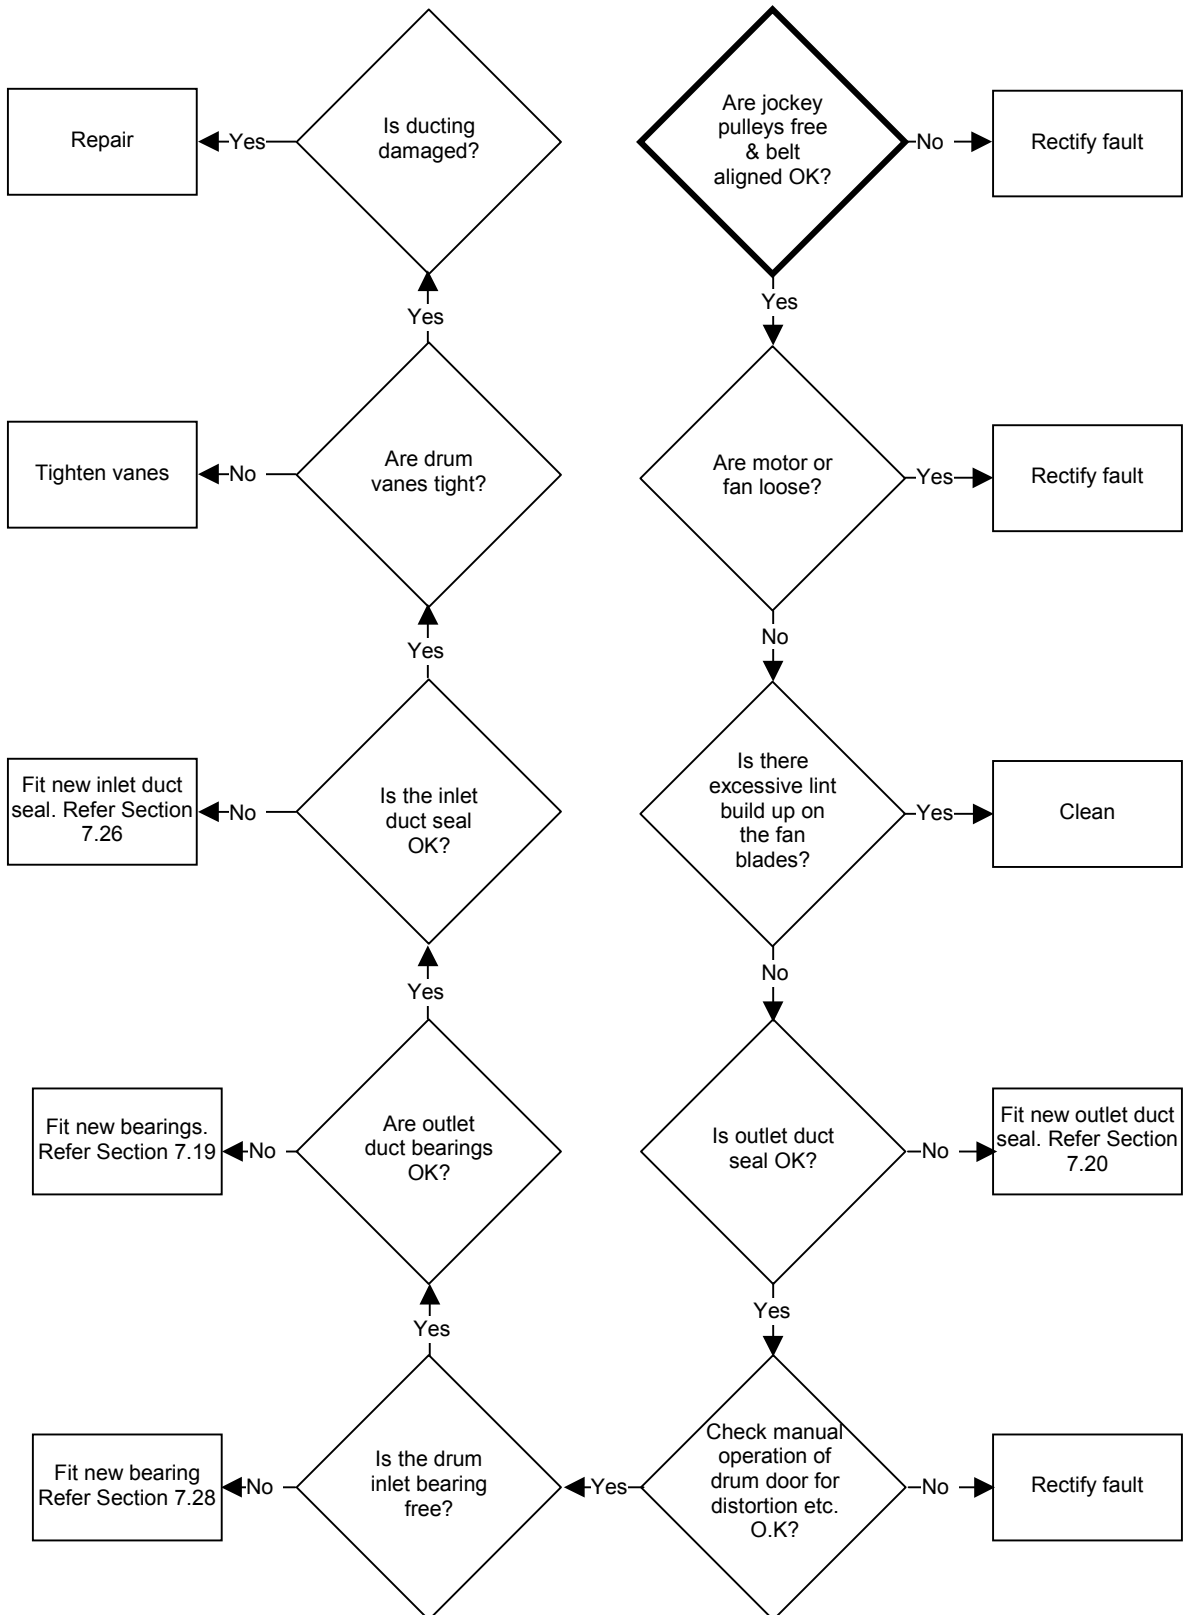 Are jockey
pulleys free
& belt
aligned OK?
No
Rectify fault
Yes
Are motor or
fan loose?
Yes
Rectify fault
No
Is there
excessive lint
build up on
the fan
blades?
Yes
Clean
No
Is outlet duct
seal OK?
No
Fit new outlet duct
seal. Refer Section
7.20
Yes
Check manual
operation of
drum door for
distortion etc.
O.K?
No
Rectify fault
Yes
Is the drum
inlet bearing
free?
No
Fit new bearing
Refer Section 7.28
Yes
Are outlet
duct bearings
OK?
No
Fit new bearings.
Refer Section 7.19
Yes
Is the inlet
duct seal
OK?
No
Fit new inlet duct
seal. Refer Section
7.26
Yes
Are drum
vanes tight?
No
Tighten vanes
Yes
Is ducting
damaged?
Yes
Repair